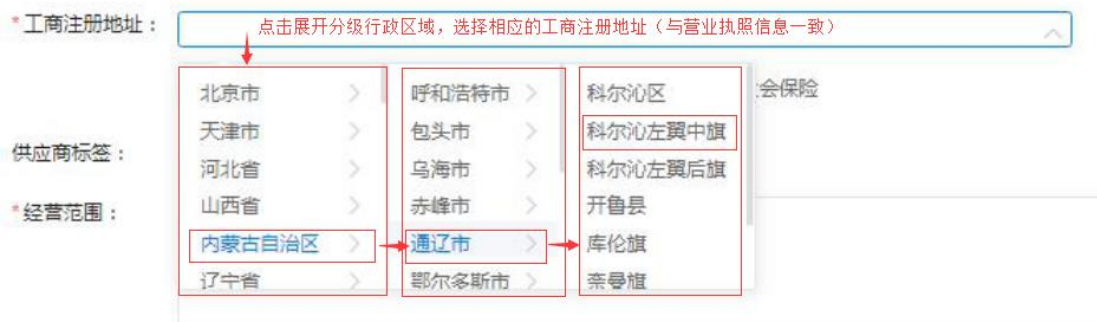 *工商注册地址：
点击展开分级行政区域，选择相应的工商注册地址（与营业执照信息一致）
北京市
天津市
河北省
山西省
内蒙古自治区
辽宁省
呼和浩特市
包头市
乌海市
赤峰市
通辽市
鄂尔多斯市
科尔沁区
科尔沁左翼中旗
科尔沁左翼后旗
开鲁县
库伦旗
奈曼旗
会保险
供应商标签：
*经营范围：